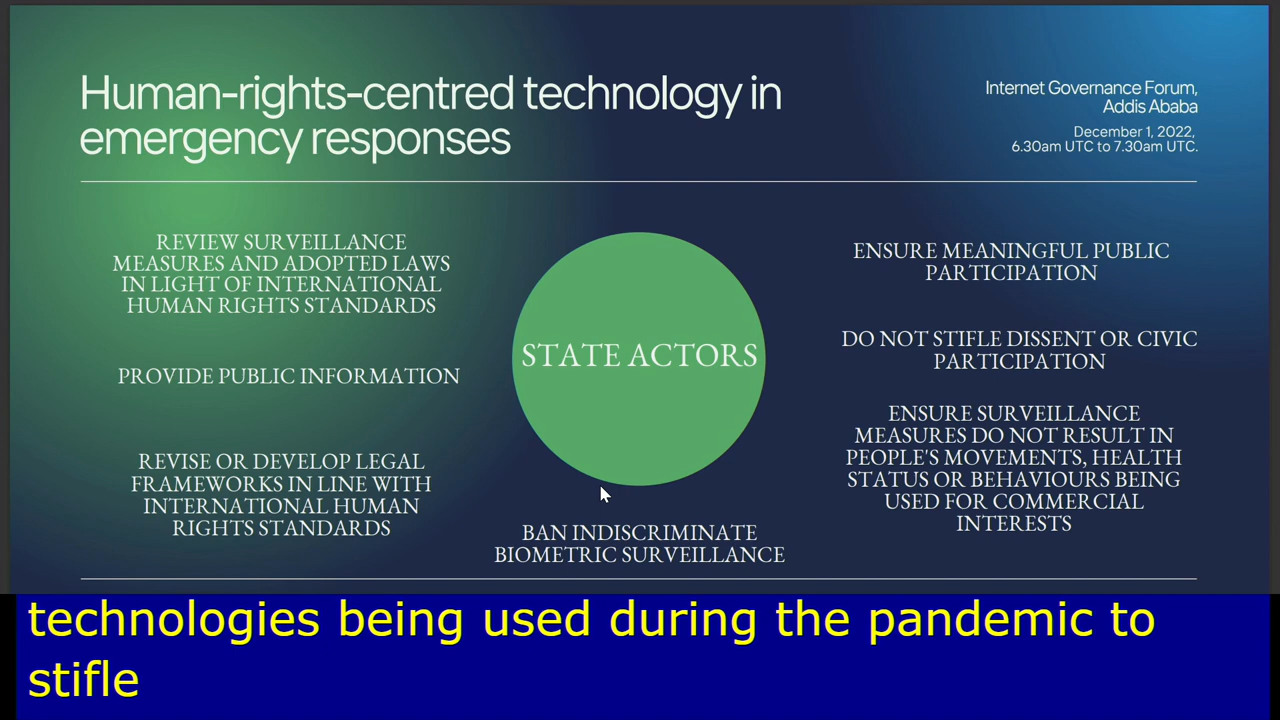 Human-rights-centred technology in
emergency responses
Internet Governance Forum,
Addis Ababa
December 1, 2022,
6.30am UTC to 7.30am UTC.
REVIEW SURVEILLANCE
MEASURES AND ADOPTED LAWS
IN LIGHT OF INTERNATIONAL
HUMAN RIGHTS STANDARDS
PROVIDE PUBLIC INFORMATION
REVISE OR DEVELOP LEGAL
FRAMEWORKS IN LINE WITH
INTERNATIONAL HUMAN
RIGHTS STANDARDS
STATE ACTORS
BAN INDISCRIMINATE
BIOMETRIC SURVEILLANCE
ENSURE MEANINGFUL PUBLIC
PARTICIPATION
DO NOT STIFLE DISSENT OR CIVIC
PARTICIPATION
ENSURE SURVEILLANCE
MEASURES DO NOT RESULT IN
PEOPLE'S MOVEMENTS, HEALTH
STATUS OR BEHAVIOURS BEING
USED FOR COMMERCIAL
INTERESTS
technologies being used during the pandemic to
stifle